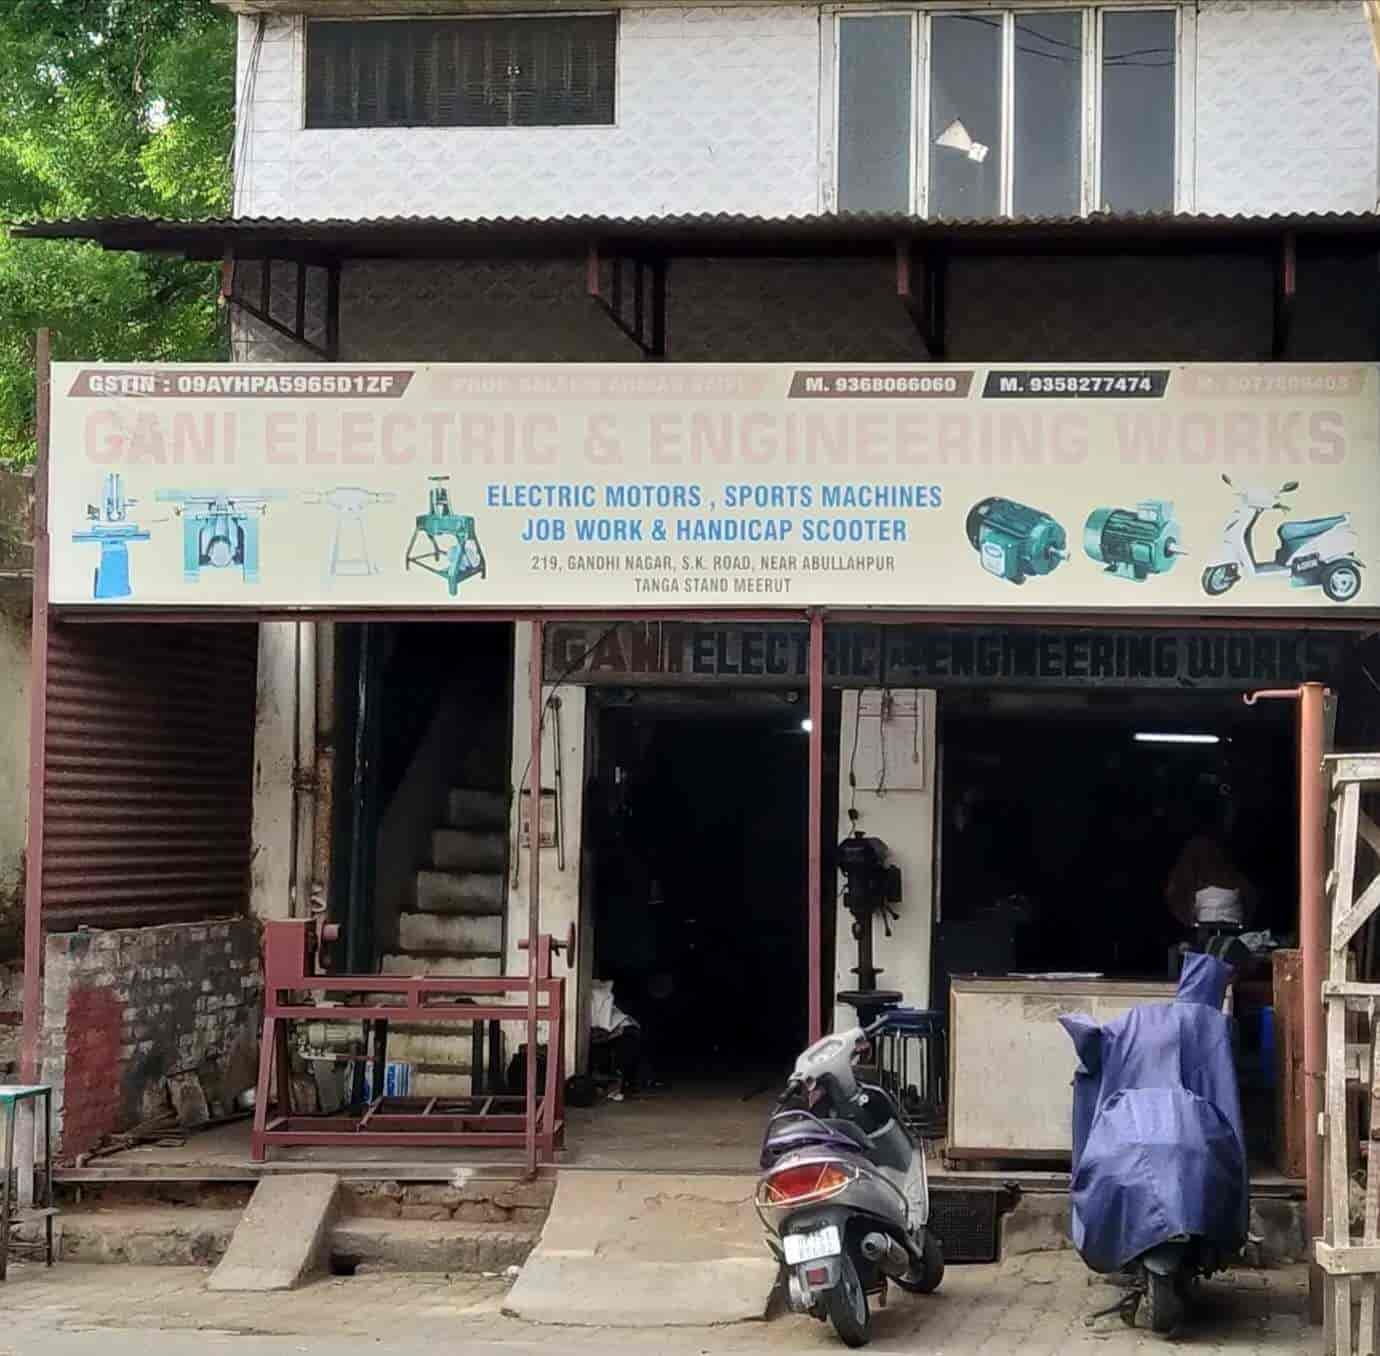 GSTIN : 09AYHPA5965D1ZF M. 9368066060 M. 9358277474
GANI ELECTRIC & ENGINEERING WORKS
ELECTRIC MOTORS , SPORTS MACHINES
JOB WORK & HANDICAP SCOOTER
219, GANDHI NAGAR, S.K. ROAD, NEAR ABULLAHPUR
TANGA STAND MEERUT
GANI ELECTRIC ENGINEERING WORKS